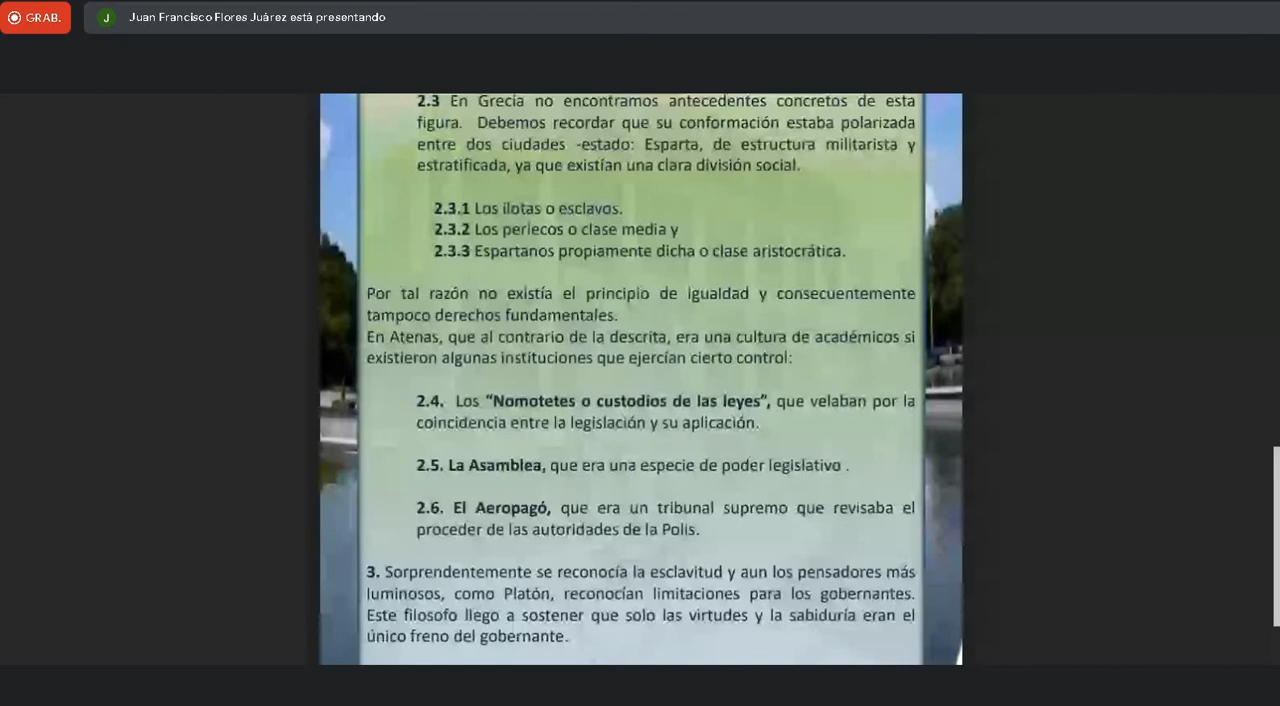 GRAB.
J
Juan Francisco Flores Juárez está presentando
2.3 En Grecia no encontramos antecedentes concretos de esta
figura. Debemos recordar que su conformación estaba polarizada
entre dos ciudades -estado: Esparta, de estructura militarista y
estratificada, ya que existían una clara división social.
2.3.1 Los ilotas o esclavos.
2.3.2 Los periecos o clase media y
2.3.3 Espartanos propiamente dicha o clase aristocrática.
Por tal razón no existía el principio de igualdad y consecuentemente
tampoco derechos fundamentales.
En Atenas, que al contrario de la descrita, era una cultura de académicos si
existieron algunas instituciones que ejercían cierto control:
2.4. Los “Nomotetes o custodios de las leyes”, que velaban por la
coincidencia entre la legislación y su aplicación.
2.5. La Asamblea, que era una especie de poder legislativo .
2.6. El Aeropagó, que era un tribunal supremo que revisaba el
proceder de las autoridades de la Polis.
3. Sorprendentemente se reconocía la esclavitud y aun los pensadores más
luminosos, como Platón, reconocían limitaciones para los gobernantes.
Este filosofo llego a sostener que solo las virtudes y la sabiduría eran el
único freno del gobernante.